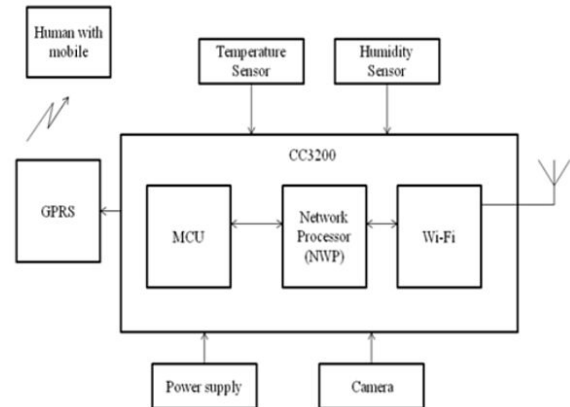 Human with
mobile
Temperature
Sensor
Humidity
Sensor
CC3200
GPRS
MCU
Network
Processor
(NWP)
Wi-Fi
Power supply
Camera